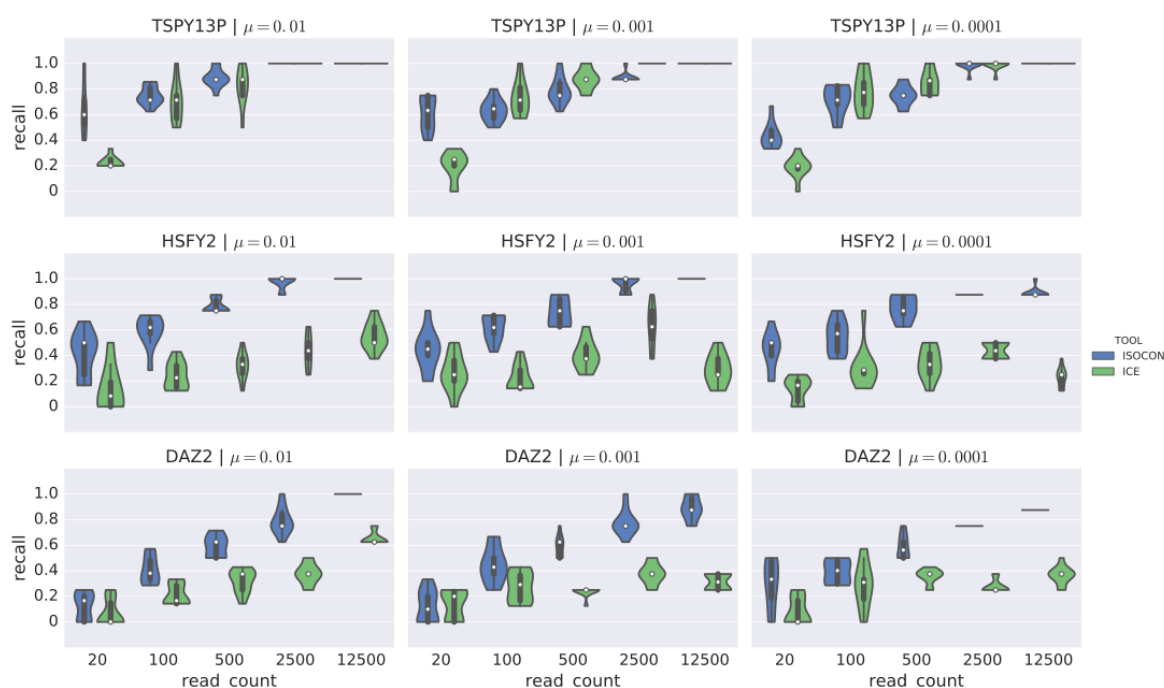 TSPY13P | μ = 0.01
TSPY13P | μ = 0.001
TSPY13P | μ = 0.0001
recall
1.0
0.8
0.6
0.4
0.2
0
HSFY2 | μ = 0.01
HSFY2 | μ = 0.001
HSFY2 | μ = 0.0001
recall
1.0
0.8
0.6
0.4
0.2
0
TOOL
ISOCON
ICE
DAZ2 | μ = 0.01
DAZ2 | μ = 0.001
DAZ2 | μ = 0.0001
recall
1.0
0.8
0.6
0.4
0.2
0
20 100 500 2500 12500
20 100 500 2500 12500
20 100 500 2500 12500
read count
read count
read count